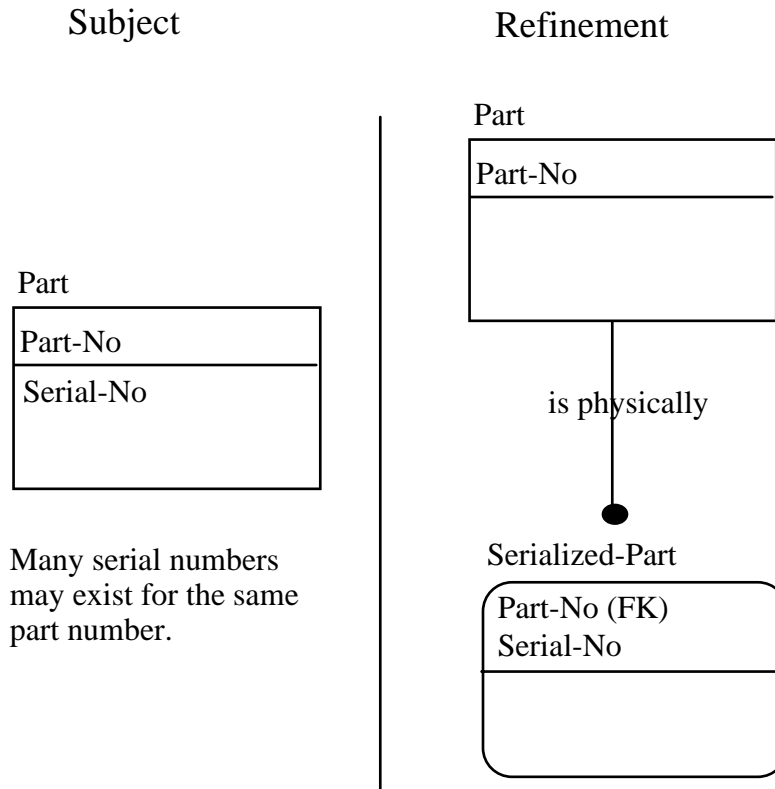 Subject
Refinement
Part
Part-No
Serial-No
Many serial numbers
may exist for the same
part number.
Part
Part-No
is physically
Serialized-Part
Part-No (FK)
Serial-No